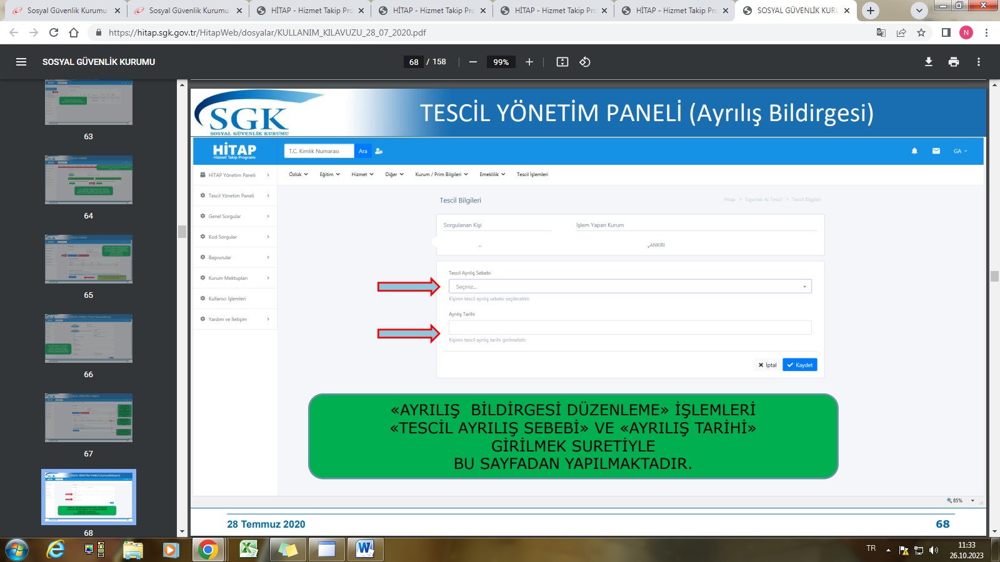 Sosyal Güvenlik Kurumu
Sosyal Güvenlik Kurumu
HİTAP - Hizmet Takip Pro
HİTAP - Hizmet Takip Pro
HİTAP - Hizmet Takip Pro
HİTAP - Hizmet Takip Pro
SOSYAL GÜVENLİK KURU
https://hitap.sgk.gov.tr/HitapWeb/dosyalar/KULLANIM_KILAVUZU_28_07_2020.pdf
N
SOSYAL GÜVENLİK KURUMU
68 / 158
99%
63
64
65
66
67
68
SGK
SOSYAL GÜVENLİK KURUMU
TESCİL YÖNETİM PANELİ (Ayrılış Bildirgesi)
HİTAP
Hizmet Takip Programı
T.C. Kimlik Numarası
Ara
GA
HİTAP Yönetim Paneli
Tescil Yönetim Paneli
Genel Sorgular
Kod Sorgular
Başvurular
Kurum Mektupları
Kullanıcı İşlemleri
Yardım ve İletişim
Özlük
Eğitim
Hizmet
Diğer
Kurum / Prim Bilgileri
Emeklilik
Tescil İşlemleri
Tescil Bilgileri
Hitap > Sigortalı 4c Tescil > Tescil Bilgileri
Sorgulanan Kişi
İşlem Yapan Kurum
ANKIRI
Tescil Ayrılış Sebebi
Seçiniz...
Kişinin tescil ayrılış sebebi seçilecektir.
Ayrılış Tarihi
Kişinin tescil ayrılış tarihi girilmelidir.
İptal
Kaydet
«AYRILIŞ BİLDİRGESİ DÜZENLEME» İŞLEMLERİ
«TESCİL AYRILIŞ SEBEBİ» VE «AYRILIŞ TARİHİ»
GİRİLMEK SURETİYLE
BU SAYFADAN YAPILMAKTADIR.
85%
28 Temmuz 2020
68
TR
11:33
26.10.2023